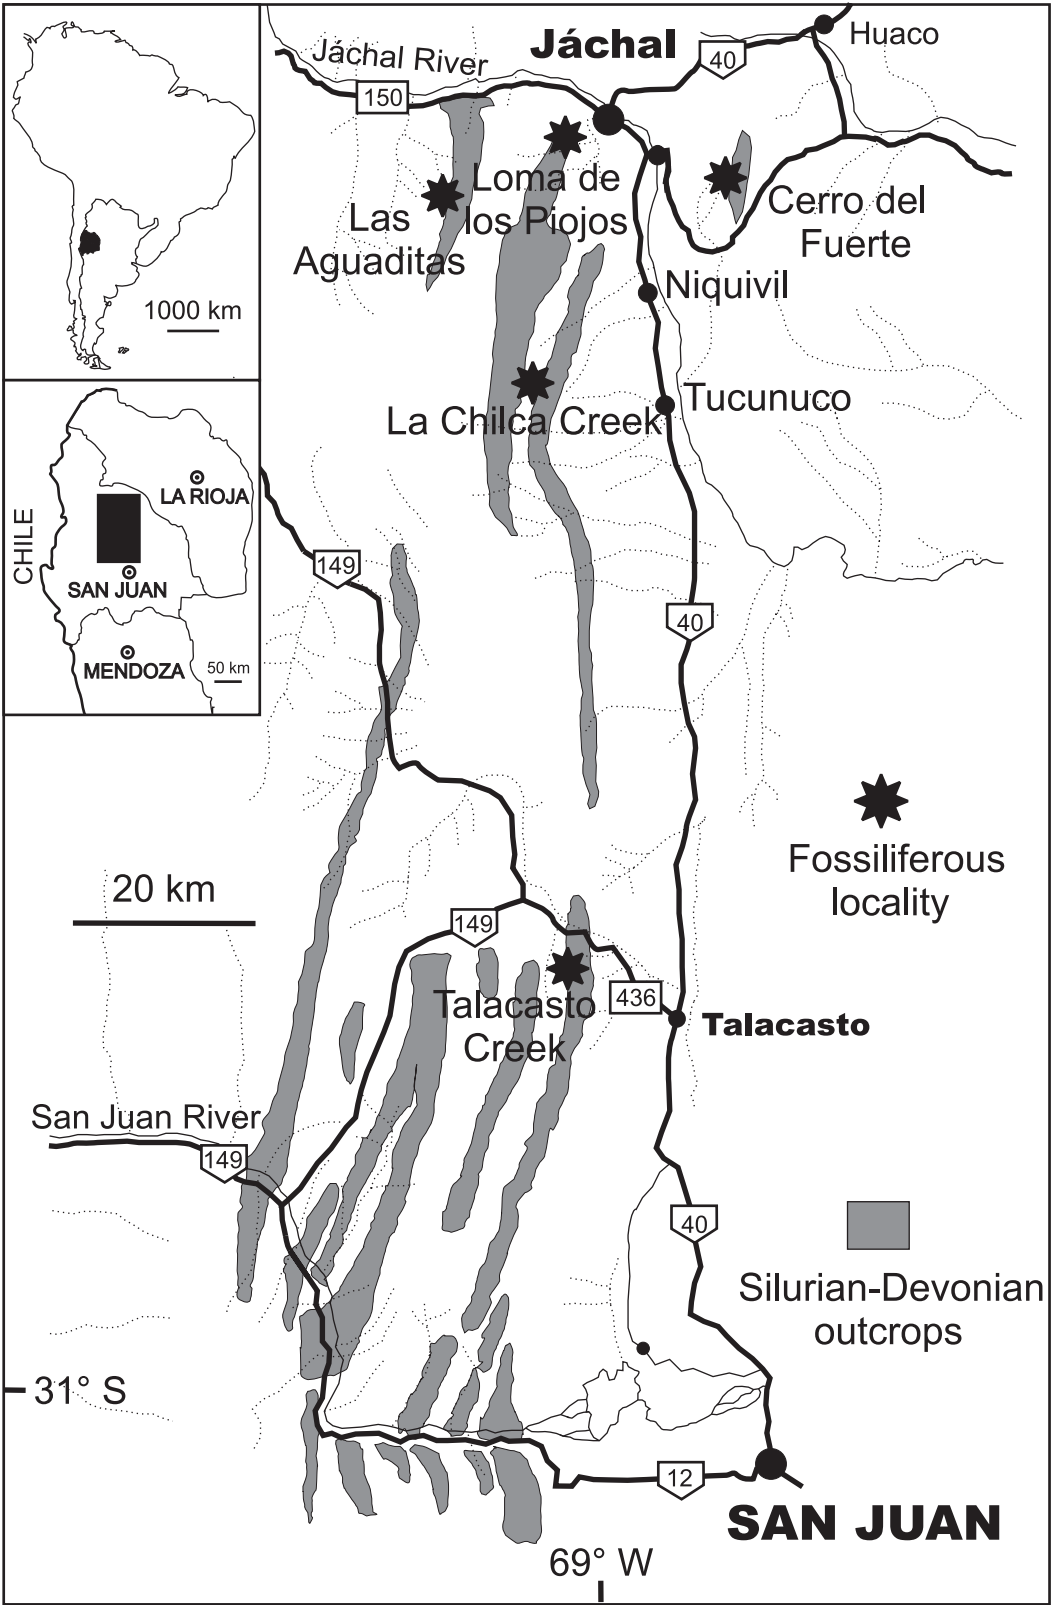 Jáchal
Huaco
Jáchal River
40
150
Loma de
los Piojos
Las
Aguaditas
Cerro del
Fuerte
1000 km
Niquivil
La Chilca Creek
Tucunuco
LA RIOJA
CHILE
SAN JUAN
MENDOZA
50 km
149
40
Fossiliferous
locality
20 km
149
436
Talacasto
Creek
Talacasto
San Juan River
149
40
Silurian-Devonian
outcrops
31° S
12
SAN JUAN
69° W